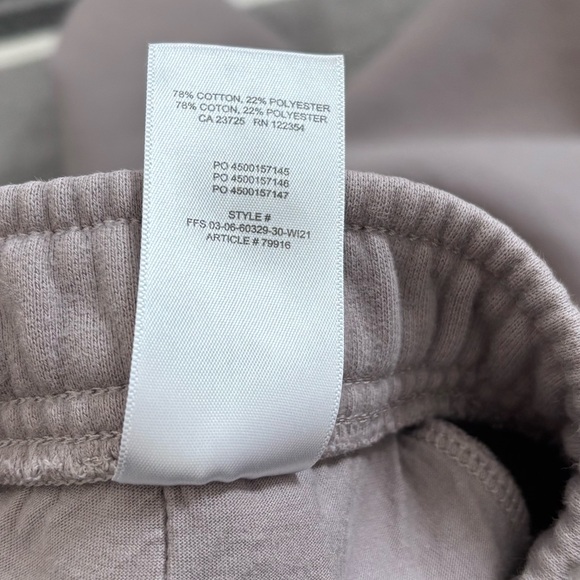 78% COTTON, 22% POLYESTER
78% COTON, 22% POLYESTER
CA 23725 RN 122354
PO 4500157145
PO 4500157146
PO 4500157147
STYLE #
FFS 03-06-60329-30-WI21
ARTICLE # 79916